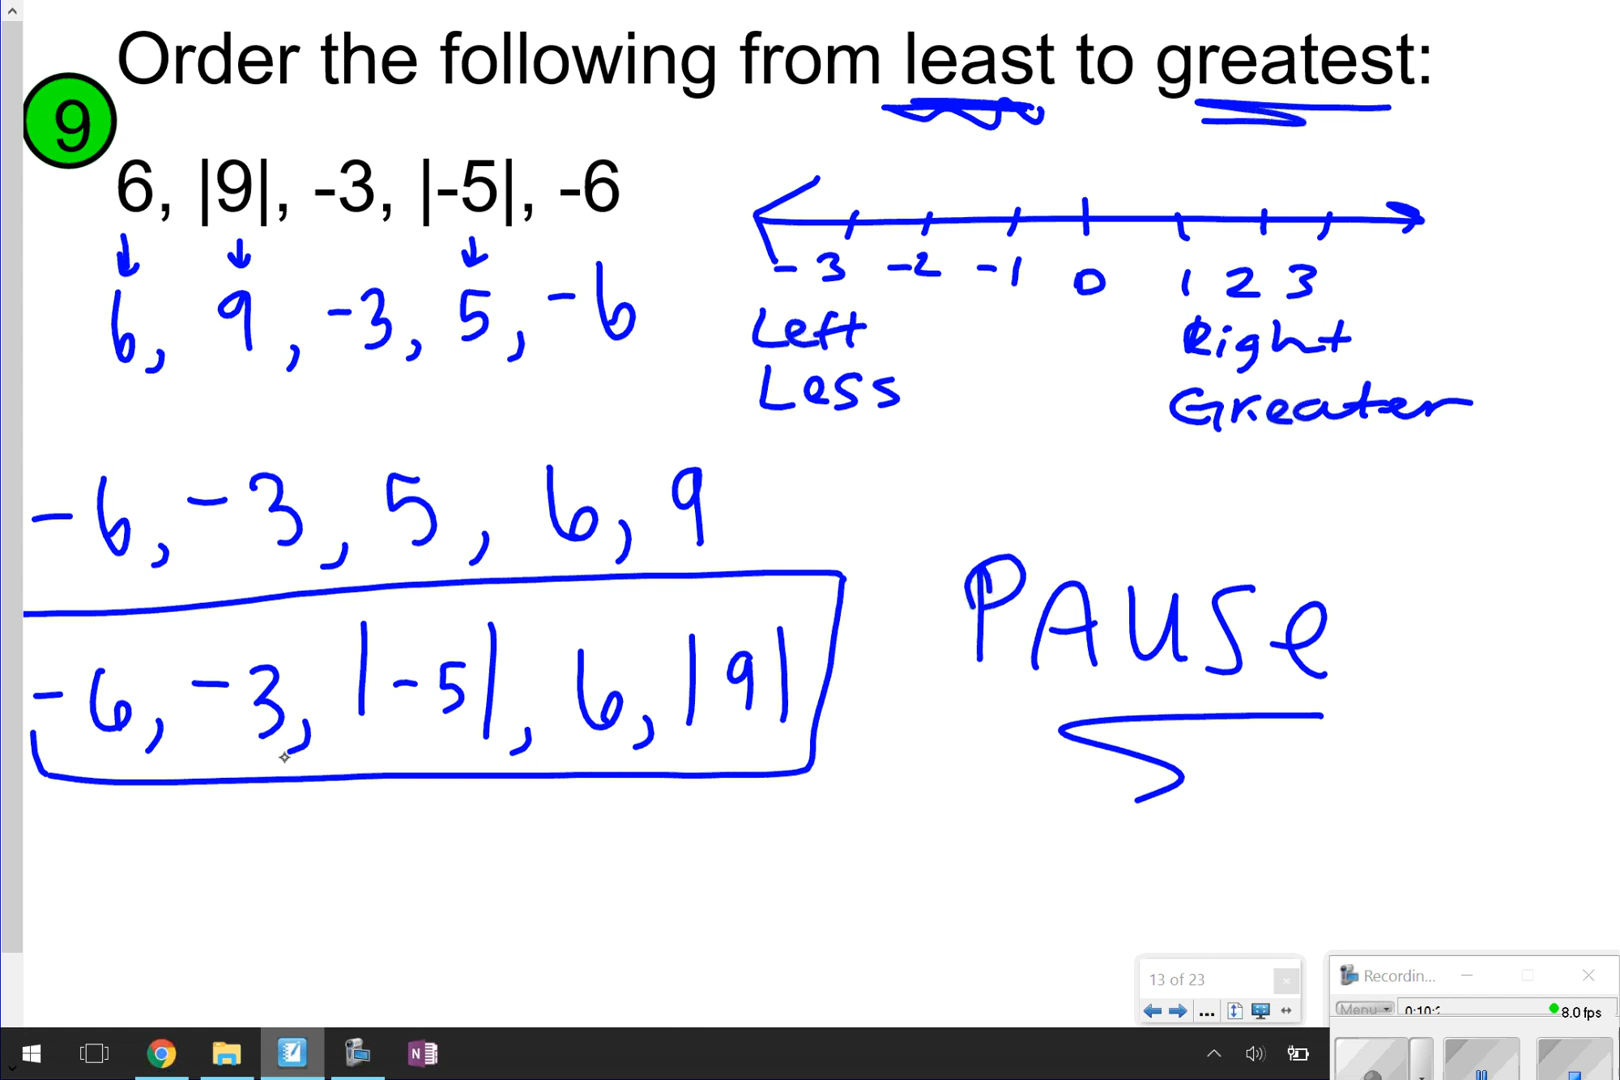 Order the following from least to greatest:
9
6, |9|, -3, |-5|, -6
6, 9, -3, 5, -6
-3 -2 -1 0 1 2 3
Left Right
Less Greater
-6, -3, 5, 6, 9
PAUSe
-6, -3, |-5|, 6, |9|
13 of 23
Recordin...
Menu
8.0 fps
N